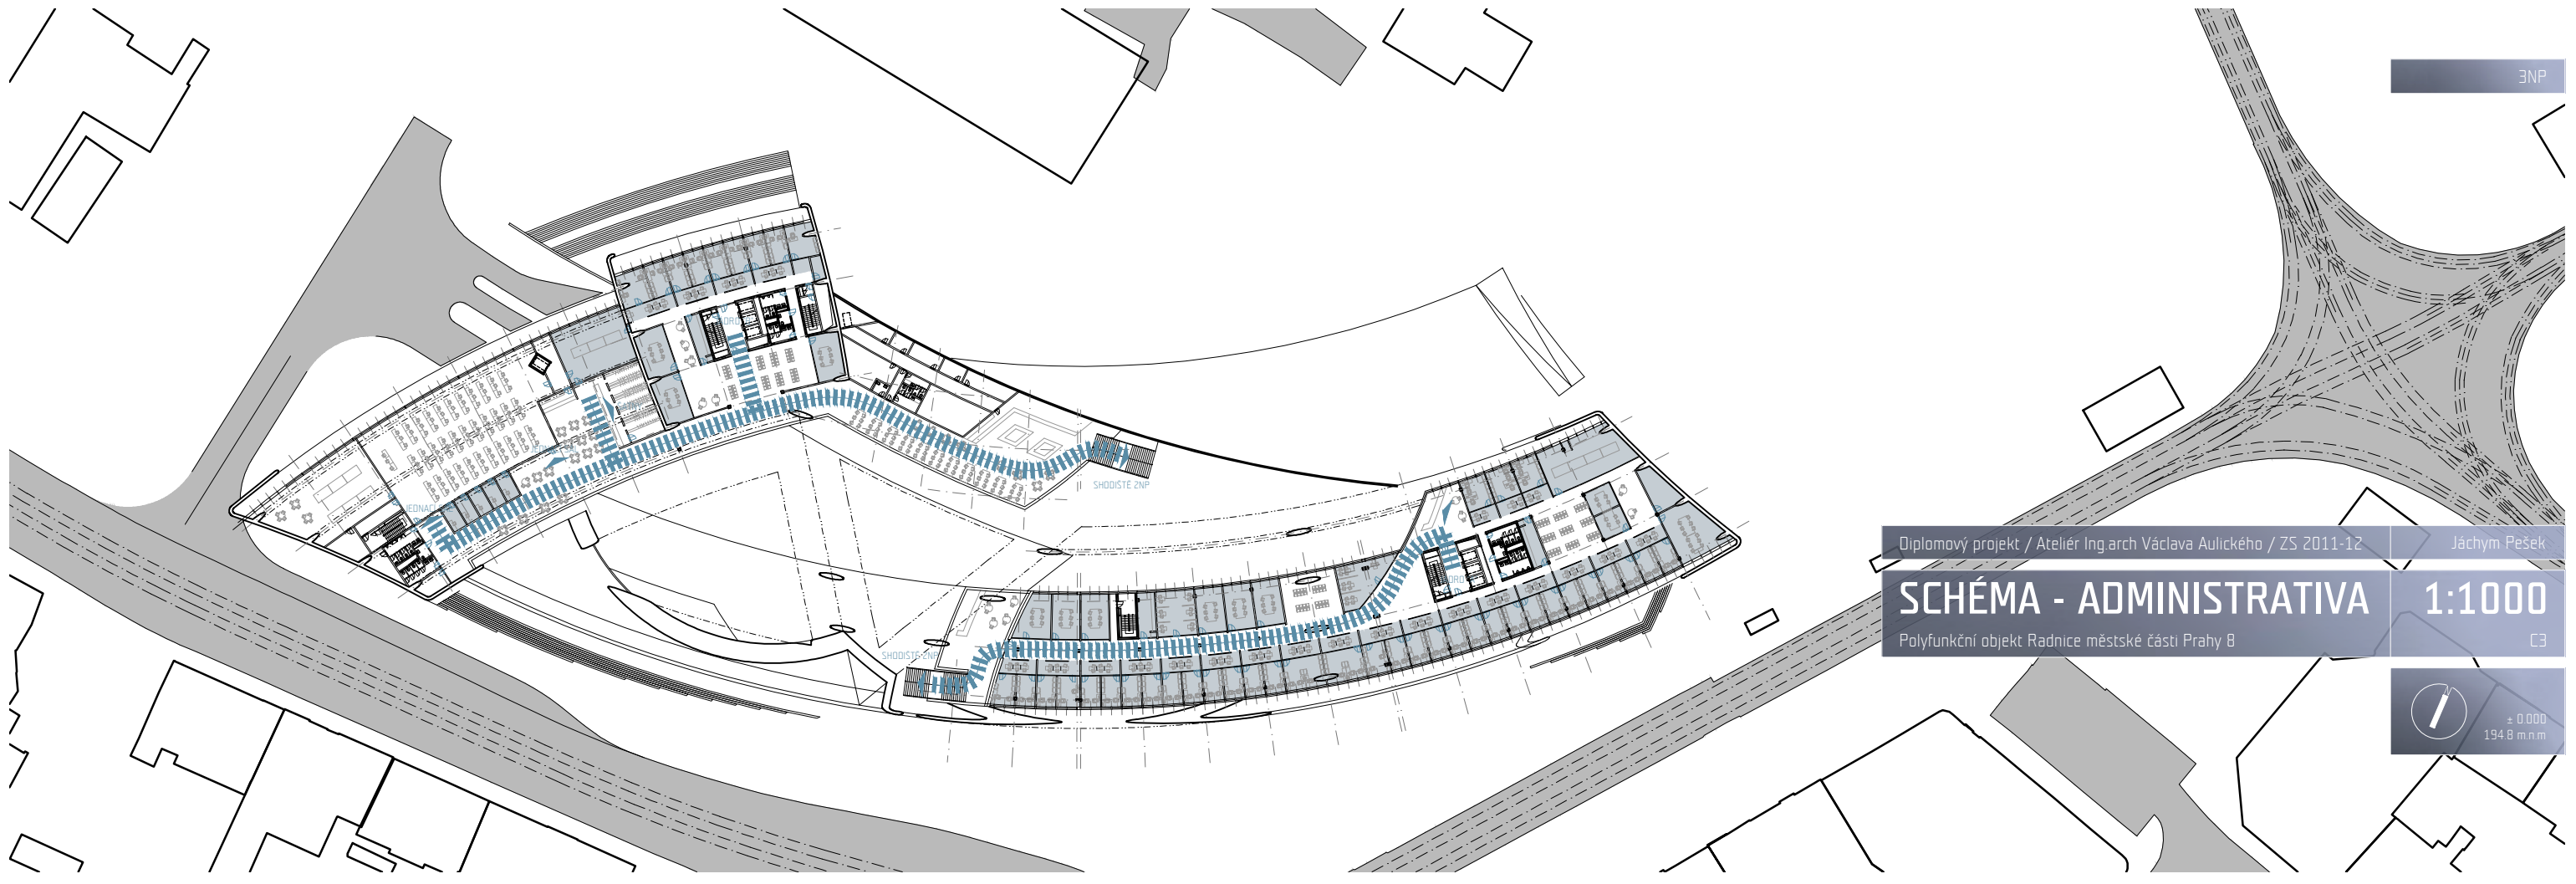 3NP
SHODIŠTĚ 2NP
SHODIŠTĚ 2NP
Diplomový projekt / Ateliér Ing.arch Václava Aulického / ZS 2011-12
Jáchym Pešek
SCHÉMA - ADMINISTRATIVA
1:1000
Polyfunkční objekt Radnice městské části Prahy 8
C3
N
± 0.000
194.8 m.n.m